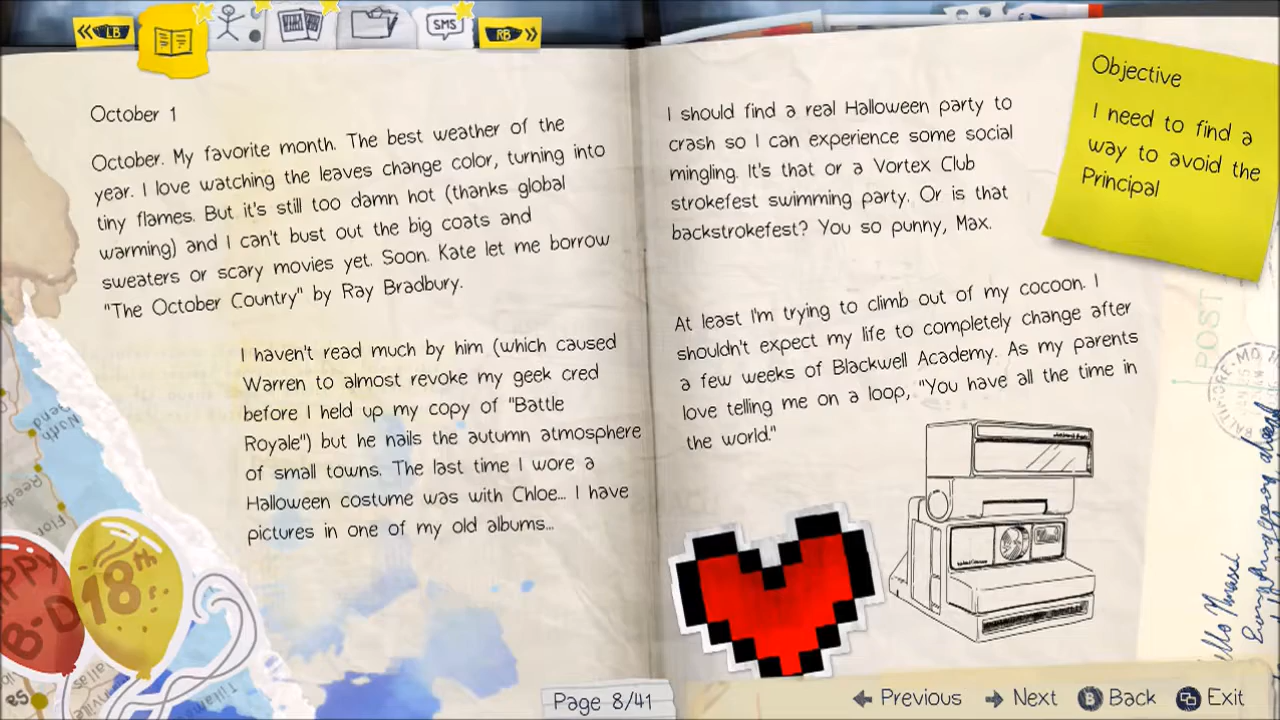 LB
SMS
RB
October 1
October. My favorite month. The best weather of the
year. I love watching the leaves change color, turning into
tiny flames. But it's still too damn hot (thanks global
warming) and I can't bust out the big coats and
sweaters or scary movies yet. Soon. Kate let me borrow
"The October Country" by Ray Bradbury.
I haven't read much by him (which caused
Warren to almost revoke my geek cred
before I held up my copy of "Battle
Royale") but he nails the autumn atmosphere
of small towns. The last time I wore a
Halloween costume was with Chloe... I have
pictures in one of my old albums...
I should find a real Halloween party to
crash so I can experience some social
mingling. It's that or a Vortex Club
strokefest swimming party. Or is that
backstrokefest? You so punny, Max.
At least I'm trying to climb out of my cocoon. I
shouldn't expect my life to completely change after
a few weeks of Blackwell Academy. As my parents
love telling me on a loop, "You have all the time in
the world."
Objective
I need to find a
way to avoid the
Principal
POST
North
Bend
18th
B-D
Page 8/41
Previous
Next
B Back
Exit